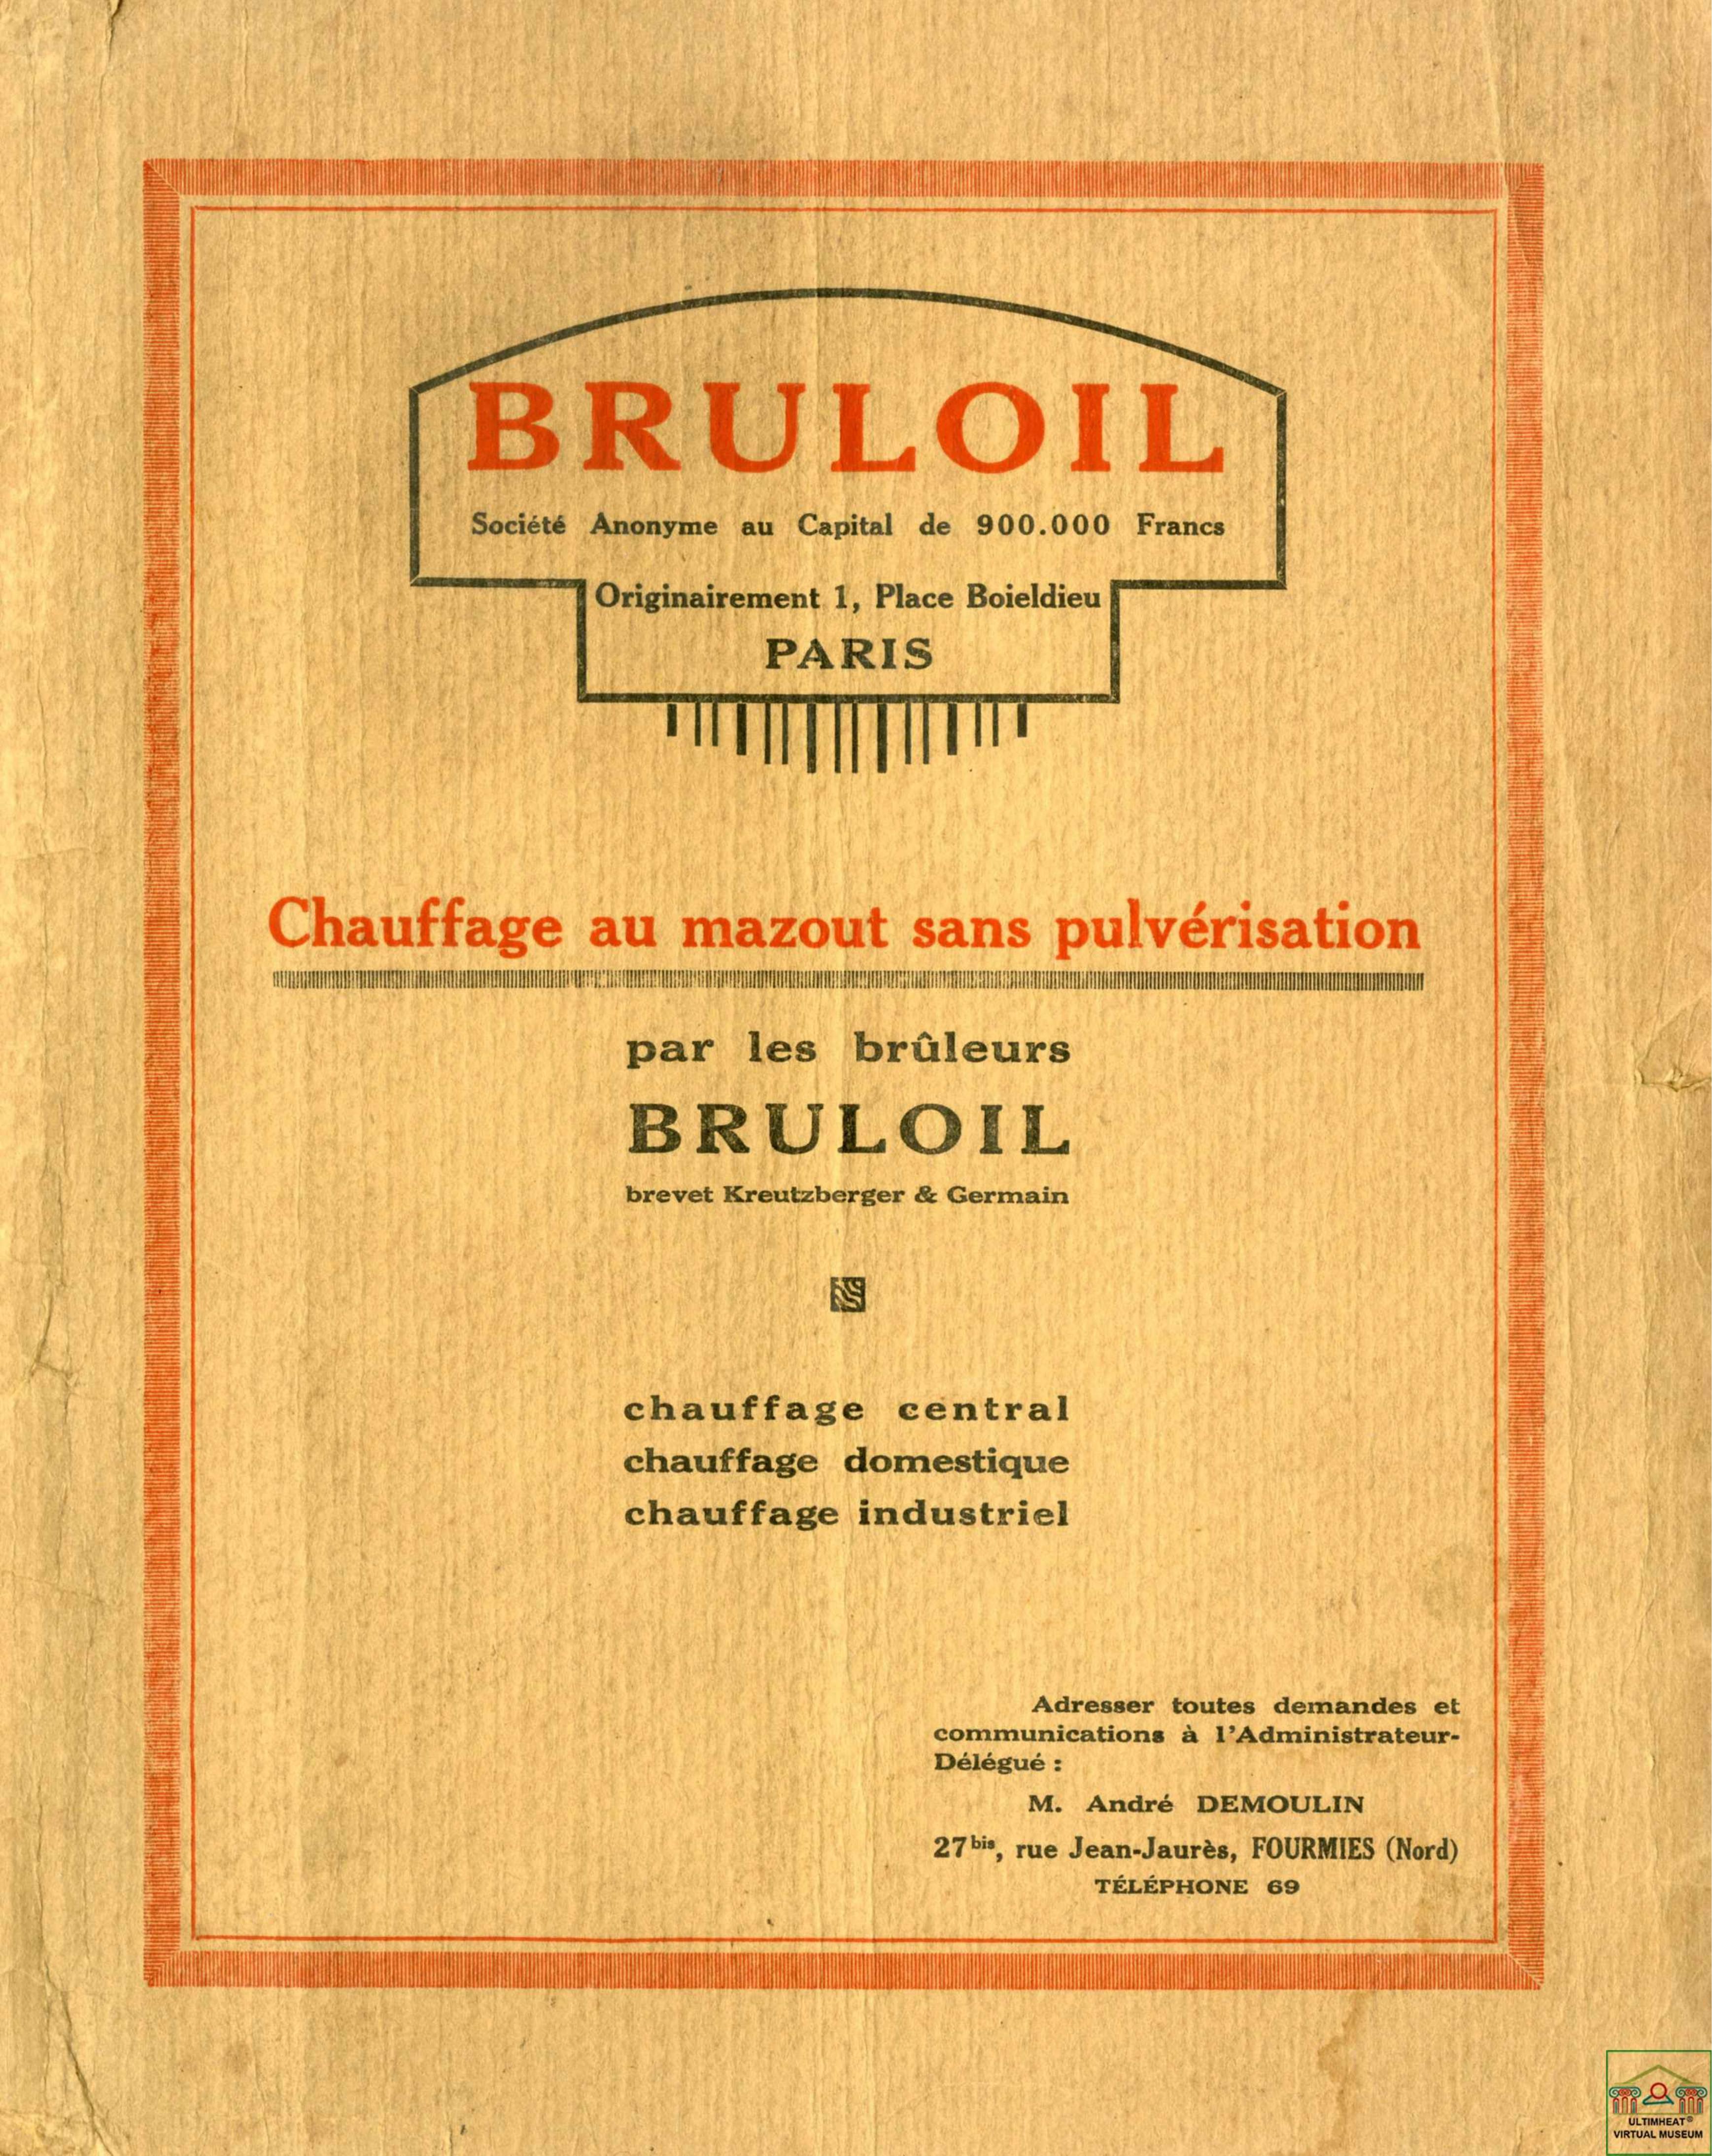 BRULOIL
Société Anonyme au Capital de 900.000 Francs
Originairement 1, Place Boieldieu
PARIS
Chauffage au mazout sans pulvérisation
par les brûleurs
BRULOIL
brevet Kreutzberger & Germain
chauffage central
chauffage domestique
chauffage industriel
Adresser toutes demandes et
communications à l'Administrateur-
Délégué :
M. André DEMOULIN
27bis, rue Jean-Jaurès, FOURMIES (Nord)
TÉLÉPHONE 69
ULTIMHEAT®
VIRTUAL MUSEUM